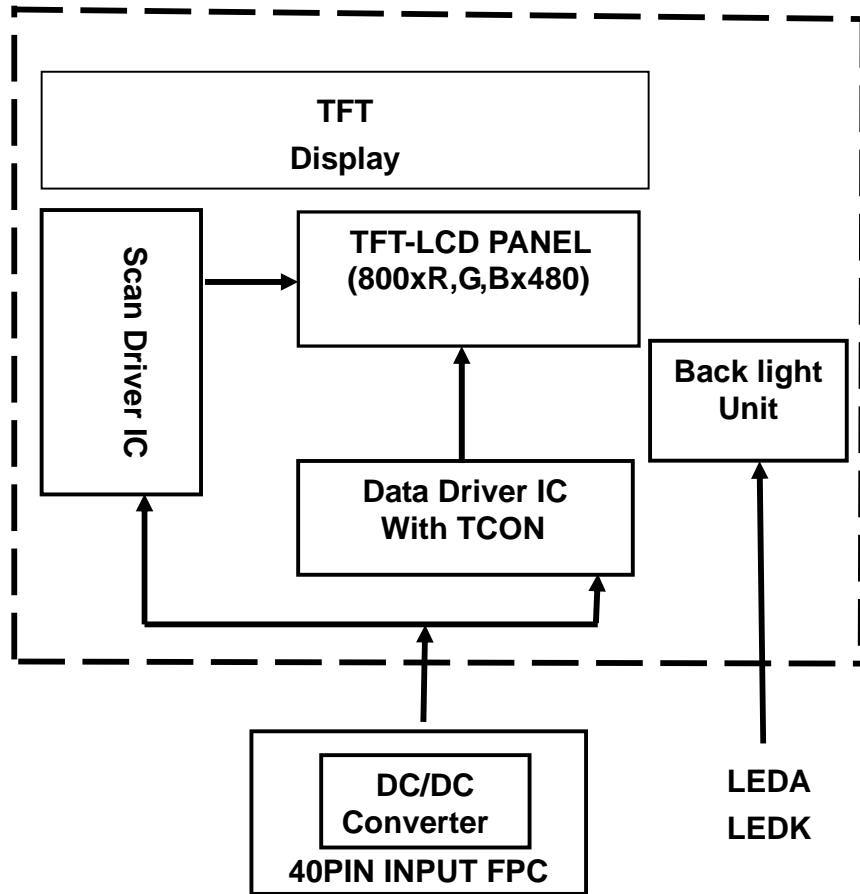 TFT
Display
Scan Driver IC
TFT-LCD PANEL
(800xR,G,Bx480)
Back light
Unit
Data Driver IC
With TCON
DC/DC
Converter
40PIN INPUT FPC
LEDA
LEDK